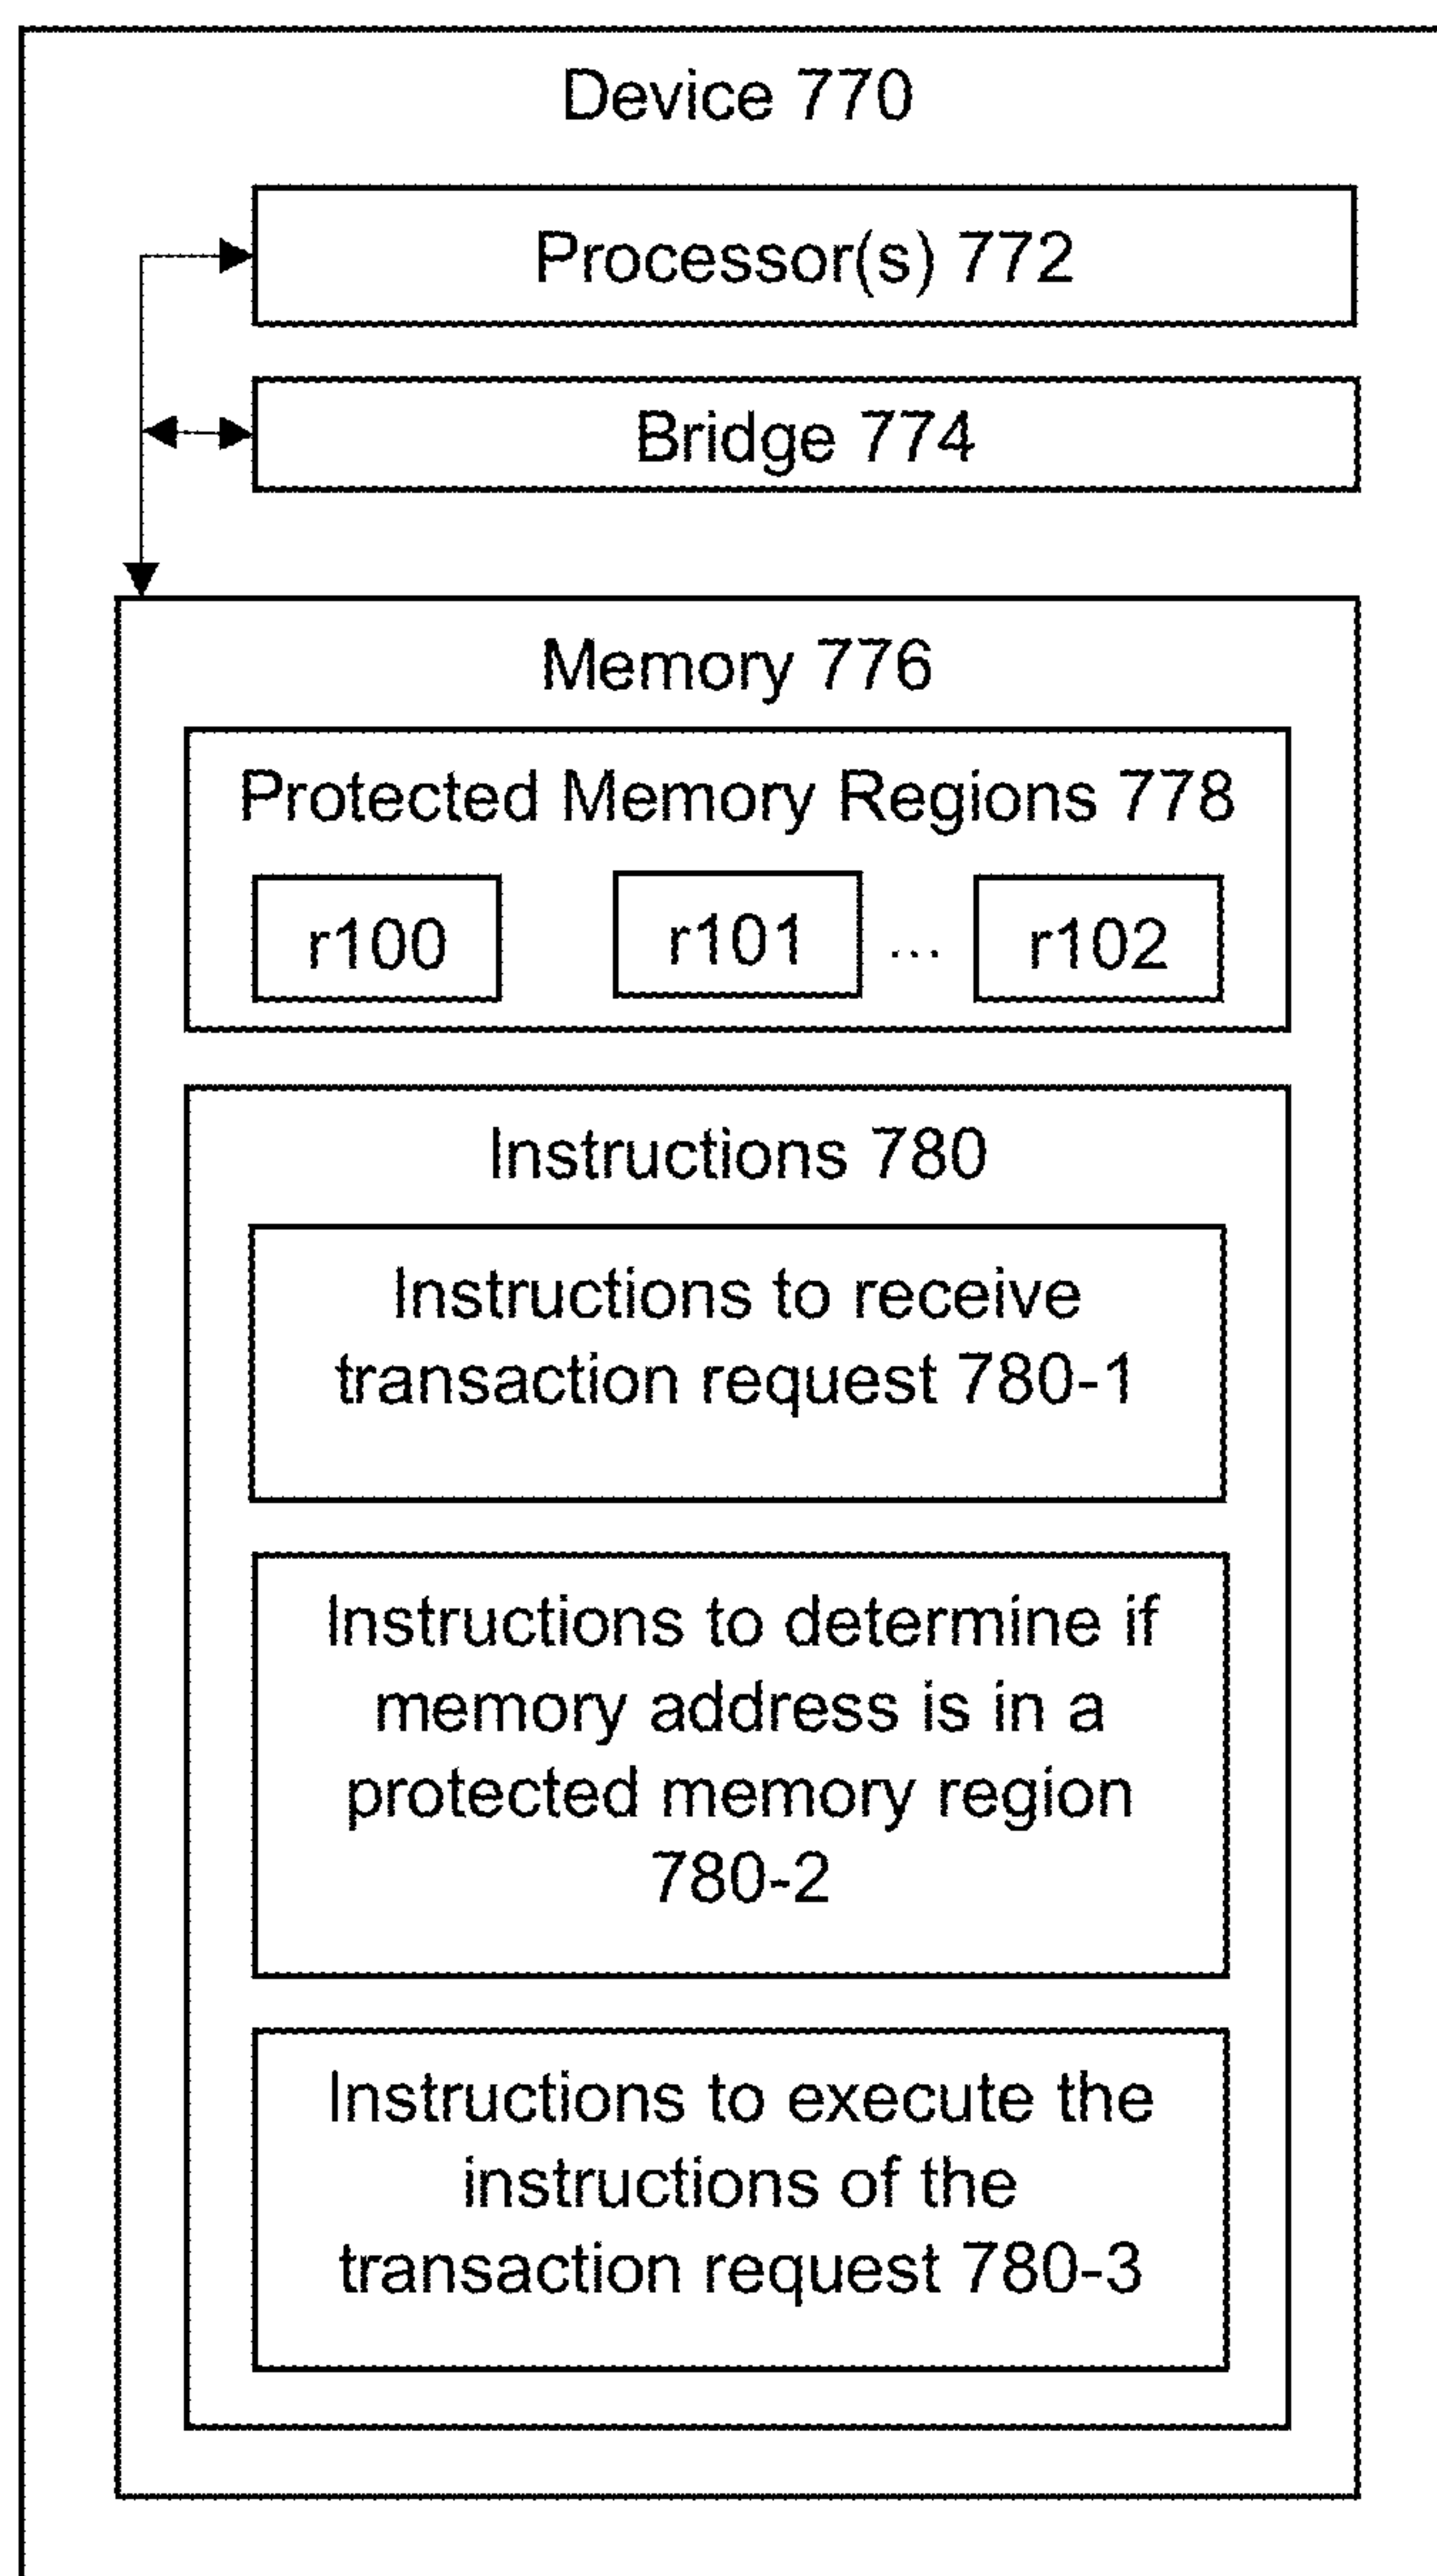 Device 770
Processor(s) 772
Bridge 774
Memory 776
Protected Memory Regions 778
r100 r101 ... r102
Instructions 780
Instructions to receive
transaction request 780-1
Instructions to determine if
memory address is in a
protected memory region
780-2
Instructions to execute the
instructions of the
transaction request 780-3